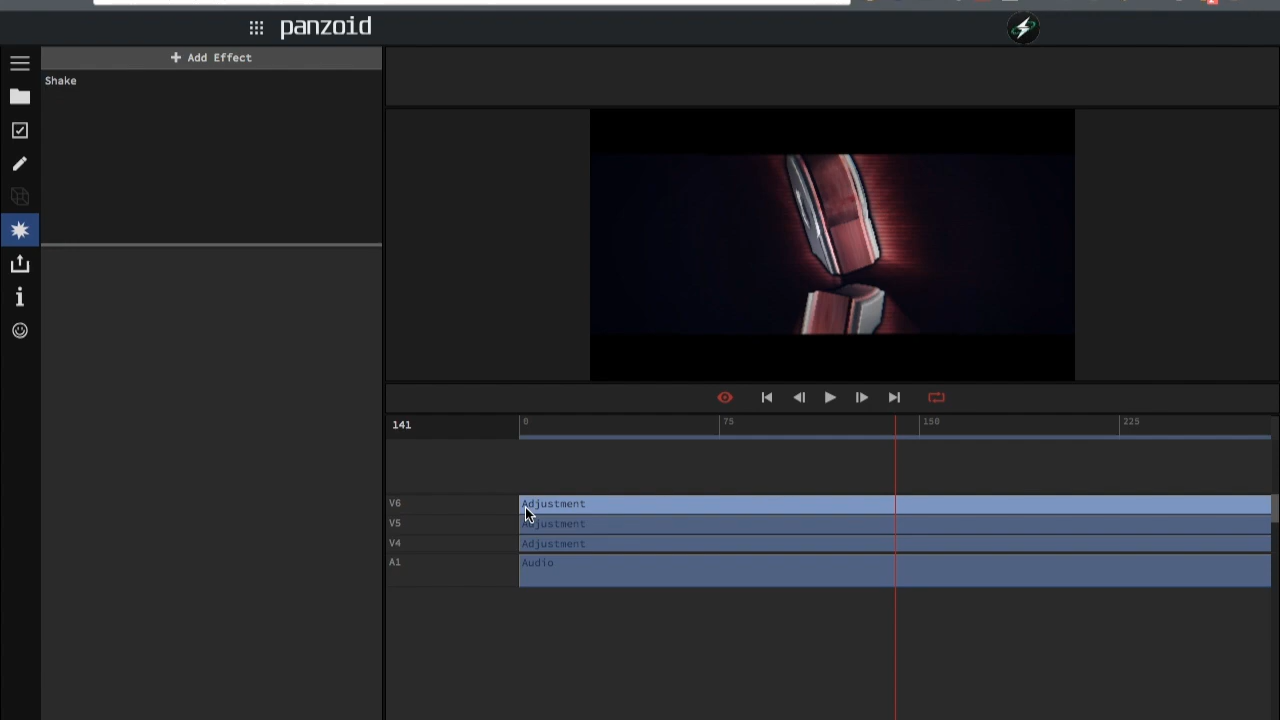 panzoid
+ Add Effect
Shake
141
0
75
150
225
V6
Adjustment
V5
Adjustment
V4
Adjustment
A1
Audio